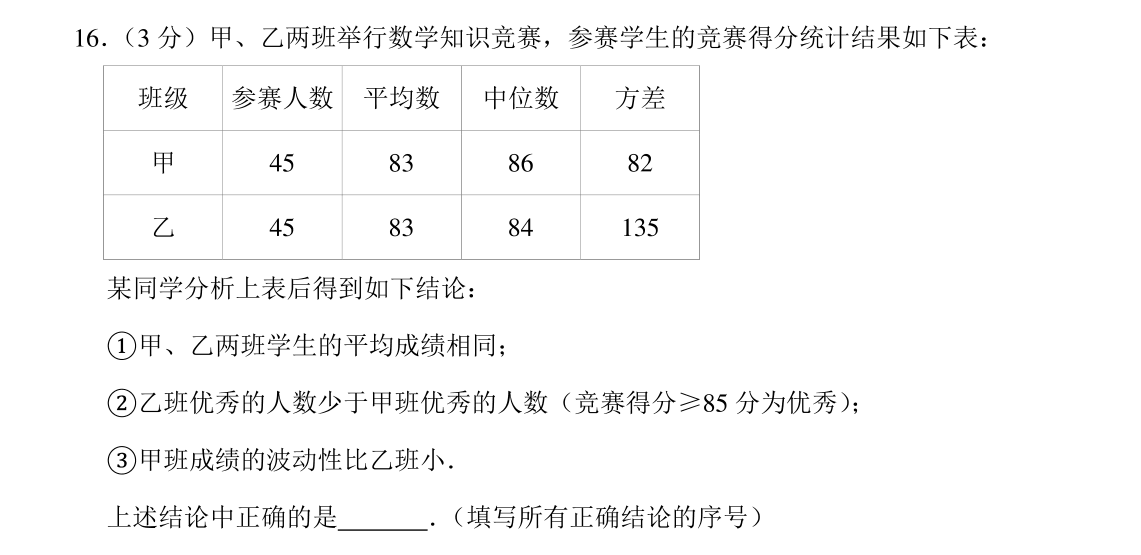 16.（3 分）甲、乙两班举行数学知识竞赛，参赛学生的竞赛得分统计结果如下表：
班级 参赛人数 平均数 中位数 方差
甲 45 83 86 82
乙 45 83 84 135
某同学分析上表后得到如下结论：
①甲、乙两班学生的平均成绩相同；
②乙班优秀的人数少于甲班优秀的人数（竞赛得分≥85 分为优秀）；
③甲班成绩的波动性比乙班小．
上述结论中正确的是_______．（填写所有正确结论的序号）